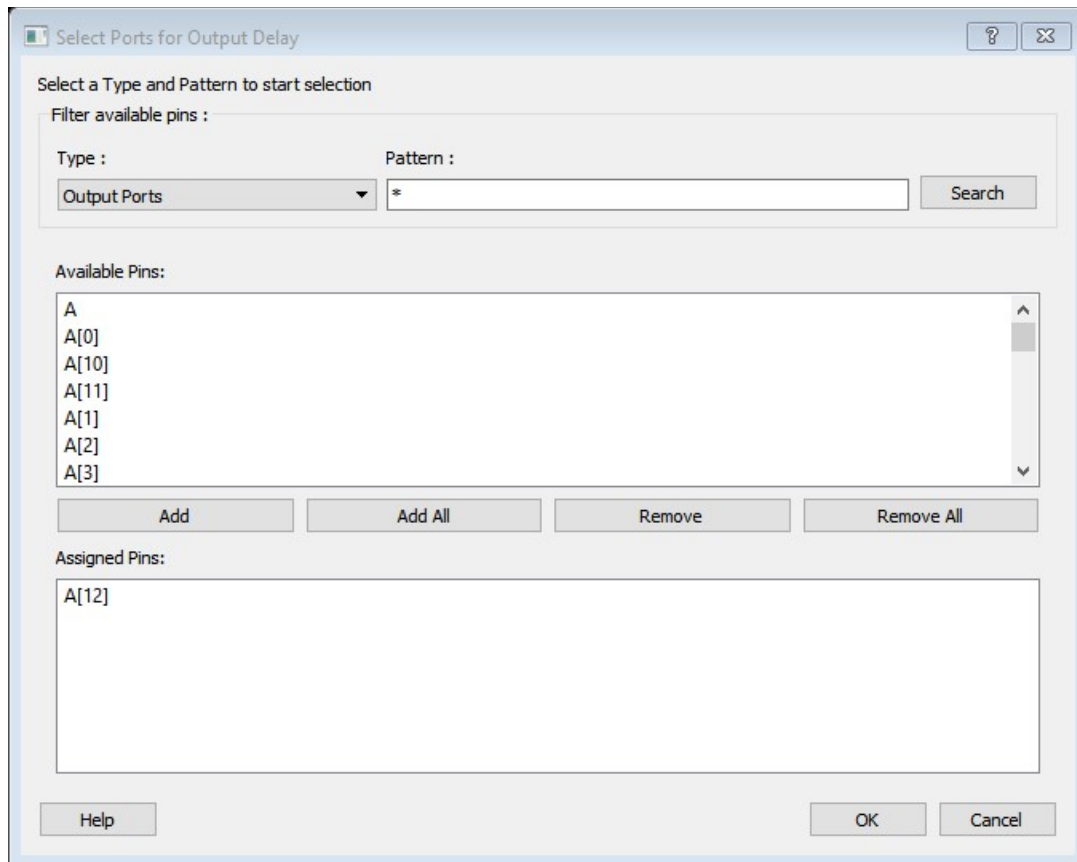 Select Ports for Output Delay
Select a Type and Pattern to start selection
Filter available pins :
Type : Pattern :
Output Ports * Search
Available Pins:
A
A[0]
A[10]
A[11]
A[1]
A[2]
A[3]
Add Add All Remove Remove All
Assigned Pins:
A[12]
Help OK Cancel